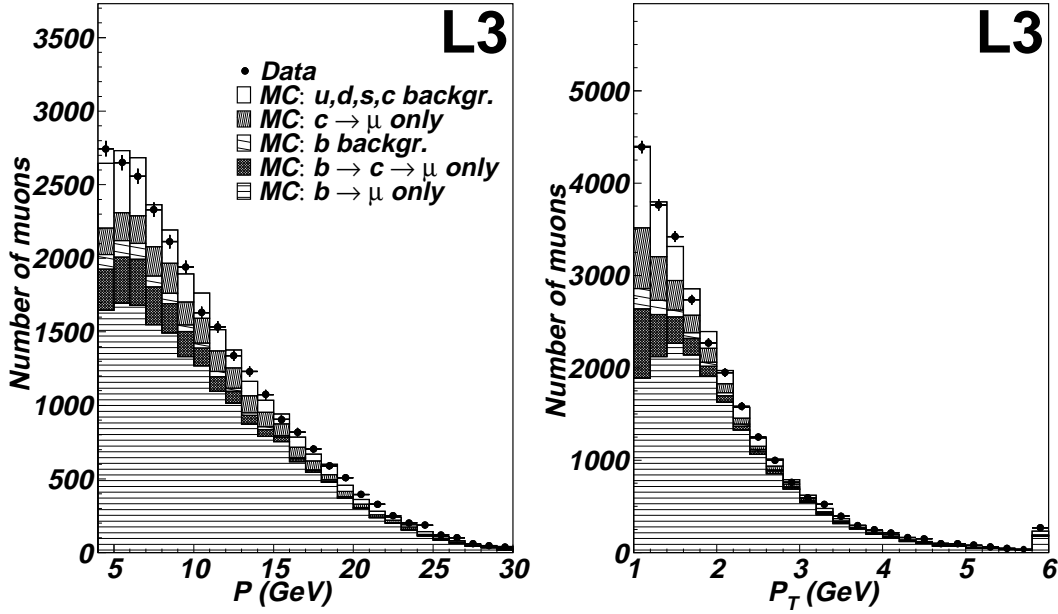 L3
3500
3000
2500
2000
1500
1000
500
0
Number of muons
Data
MC: u,d,s,c backgr.
MC: c → μ only
MC: b backgr.
MC: b → c → μ only
MC: b → μ only
5 10 15 20 25 30
P (GeV)
L3
5000
4000
3000
2000
1000
0
Number of muons
1 2 3 4 5 6
P_T (GeV)